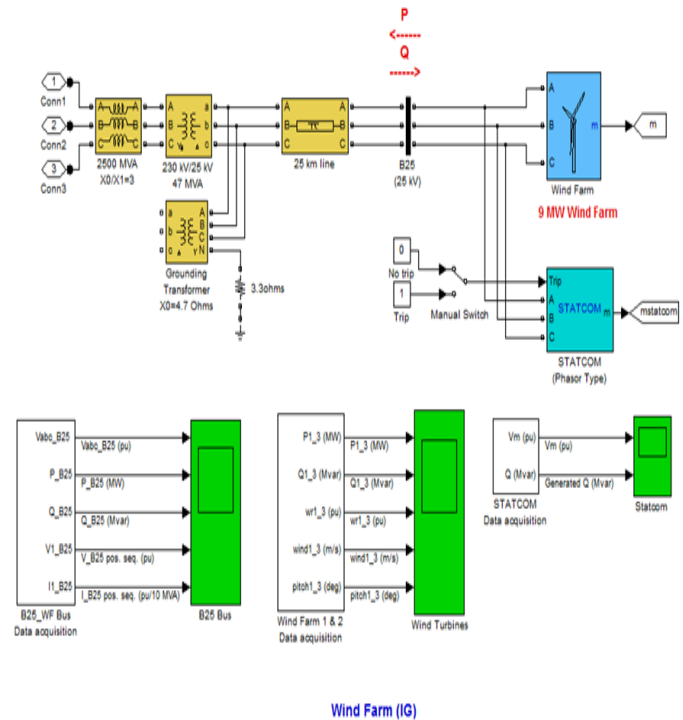 P
<------
Q
------>
1
Conn1
2
Conn2
3
Conn3
A A
B B
C C
2500 MVA
X0/X1=3
A a
B b
C c
230 kV/25 kV
47 MVA
A A
B B
C C
25 km line
B25
(25 kV)
A
B
C
m
Wind Farm
m
9 MW Wind Farm
a A
b B
c C
N
Grounding
Transformer
X0=4.7 Ohms
3.3ohms
0
No trip
1
Trip
Manual Switch
Trip
A
B
C
STATCOM
m
STATCOM
(Phasor Type)
mstatcom
Vabc_B25
Vabc_B25 (pu)
P_B25
P_B25 (MW)
Q_B25
Q_B25 (Mvar)
V1_B25
V_B25 pos. seq. (pu)
I1_B25
I_B25 pos. seq. (pu/10 MVA)
B25_WF Bus
Data acquisition
B25 Bus
P1_3 (MW)
P1_3 (MW)
Q1_3 (Mvar)
Q1_3 (Mvar)
wr1_3 (pu)
wr1_3 (pu)
wind1_3 (m/s)
wind1_3 (m/s)
pitch1_3 (deg)
pitch1_3 (deg)
Wind Farm 1 & 2
Data acquisition
Wind Turbines
Vm (pu)
Vm (pu)
Q (Mvar)
Generated Q (Mvar)
STATCOM
Data acquisition
Statcom
Wind Farm (IG)